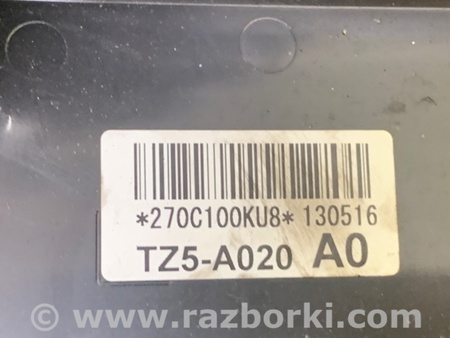 *270C100KU8* 130516
TZ5-A020 A0
© www.razborki.com